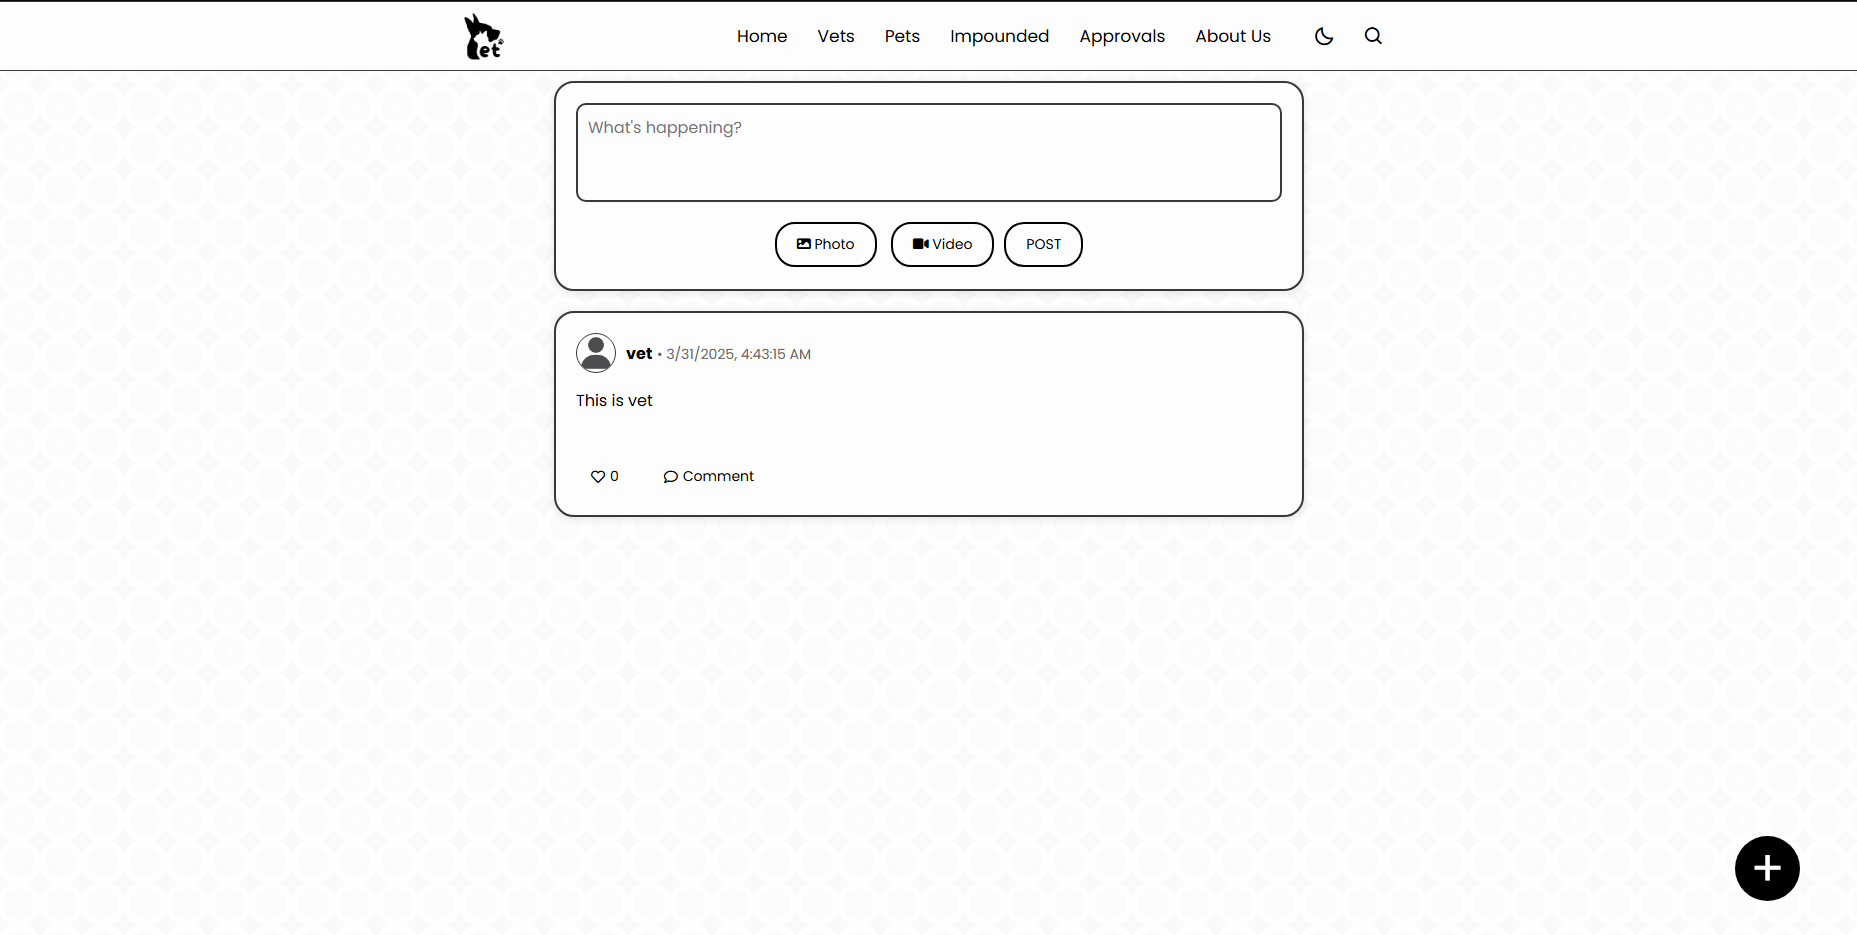 et
Home Vets Pets Impounded Approvals About Us
What's happening?
Photo Video POST
vet • 3/31/2025, 4:43:15 AM
This is vet
0 Comment